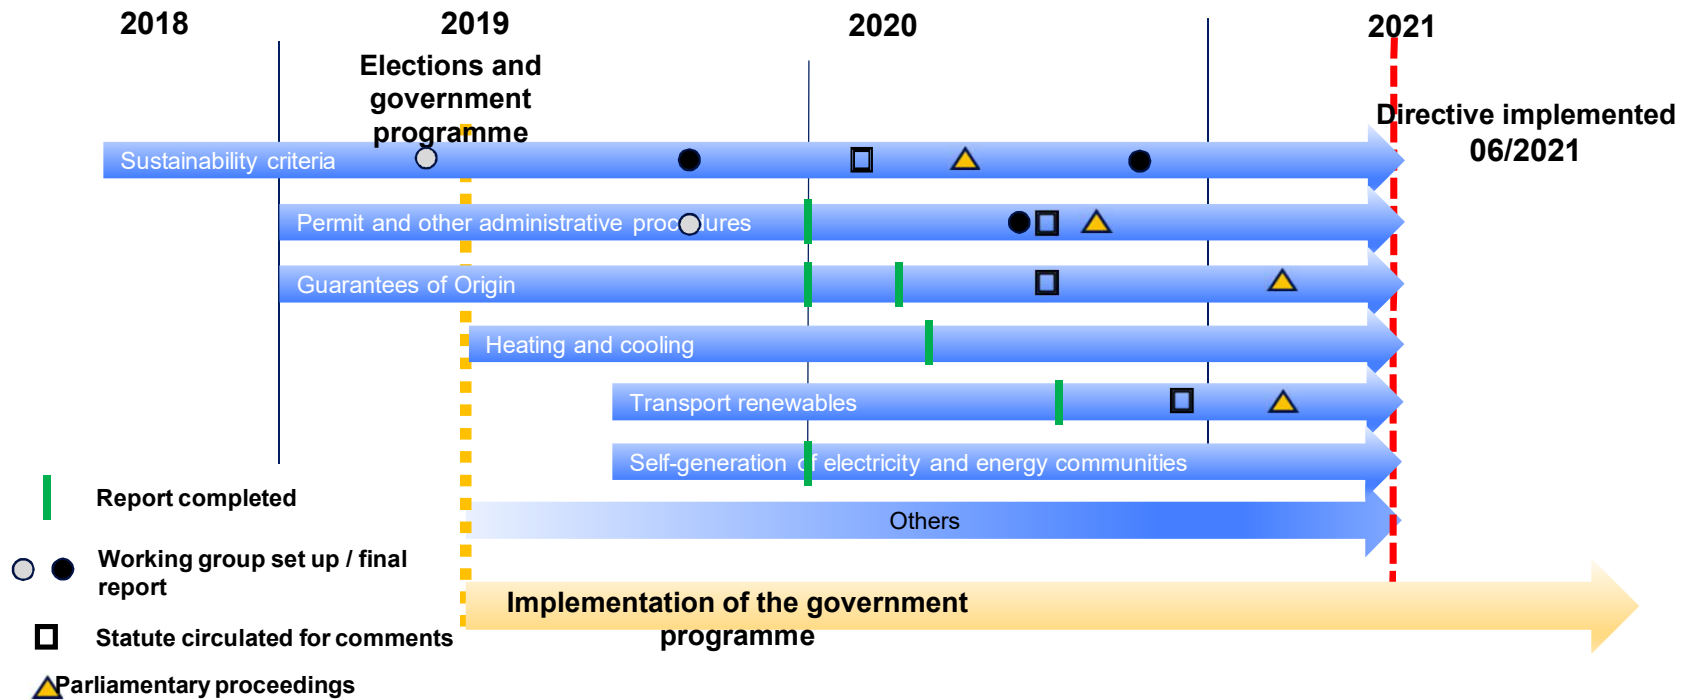 2018
2019
2020
2021
Elections and
government
programme
Directive implemented
06/2021
Sustainability criteria
Permit and other administrative procedures
Guarantees of Origin
Heating and cooling
Transport renewables
Self-generation of electricity and energy communities
Others
Implementation of the government
programme
Report completed
Working group set up / final
report
Statute circulated for comments
Parliamentary proceedings